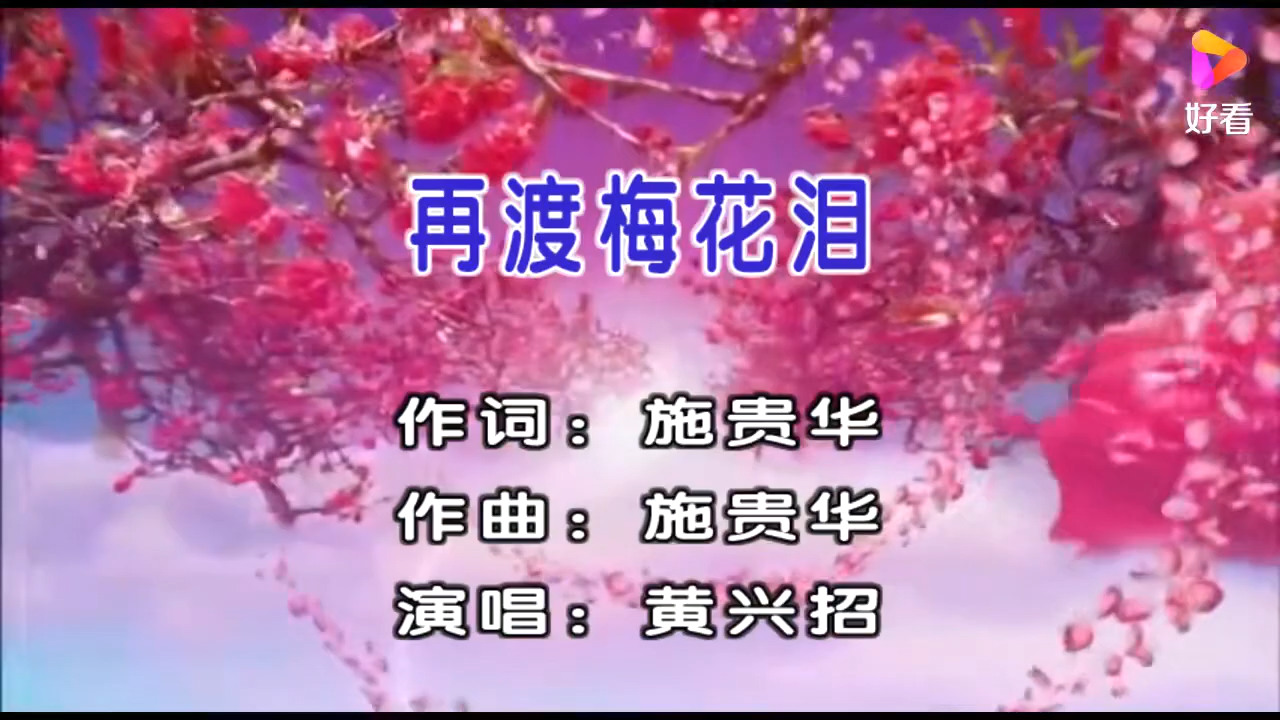 好看
再渡梅花泪
作词：施贵华
作曲：施贵华
演唱：黄兴招